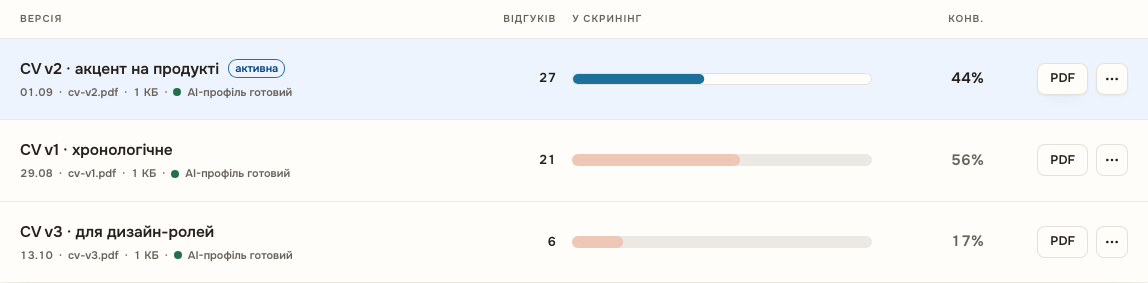 ВЕРСІЯ ВІДГУКІВ У СКРИНІНГ КОНВ.
CV v2 · акцент на продукті активна
01.09 · cv-v2.pdf · 1 КБ · AI-профіль готовий
27 44% PDF ···
CV v1 · хронологічне
29.08 · cv-v1.pdf · 1 КБ · AI-профіль готовий
21 56% PDF ···
CV v3 · для дизайн-ролей
13.10 · cv-v3.pdf · 1 КБ · AI-профіль готовий
6 17% PDF ···